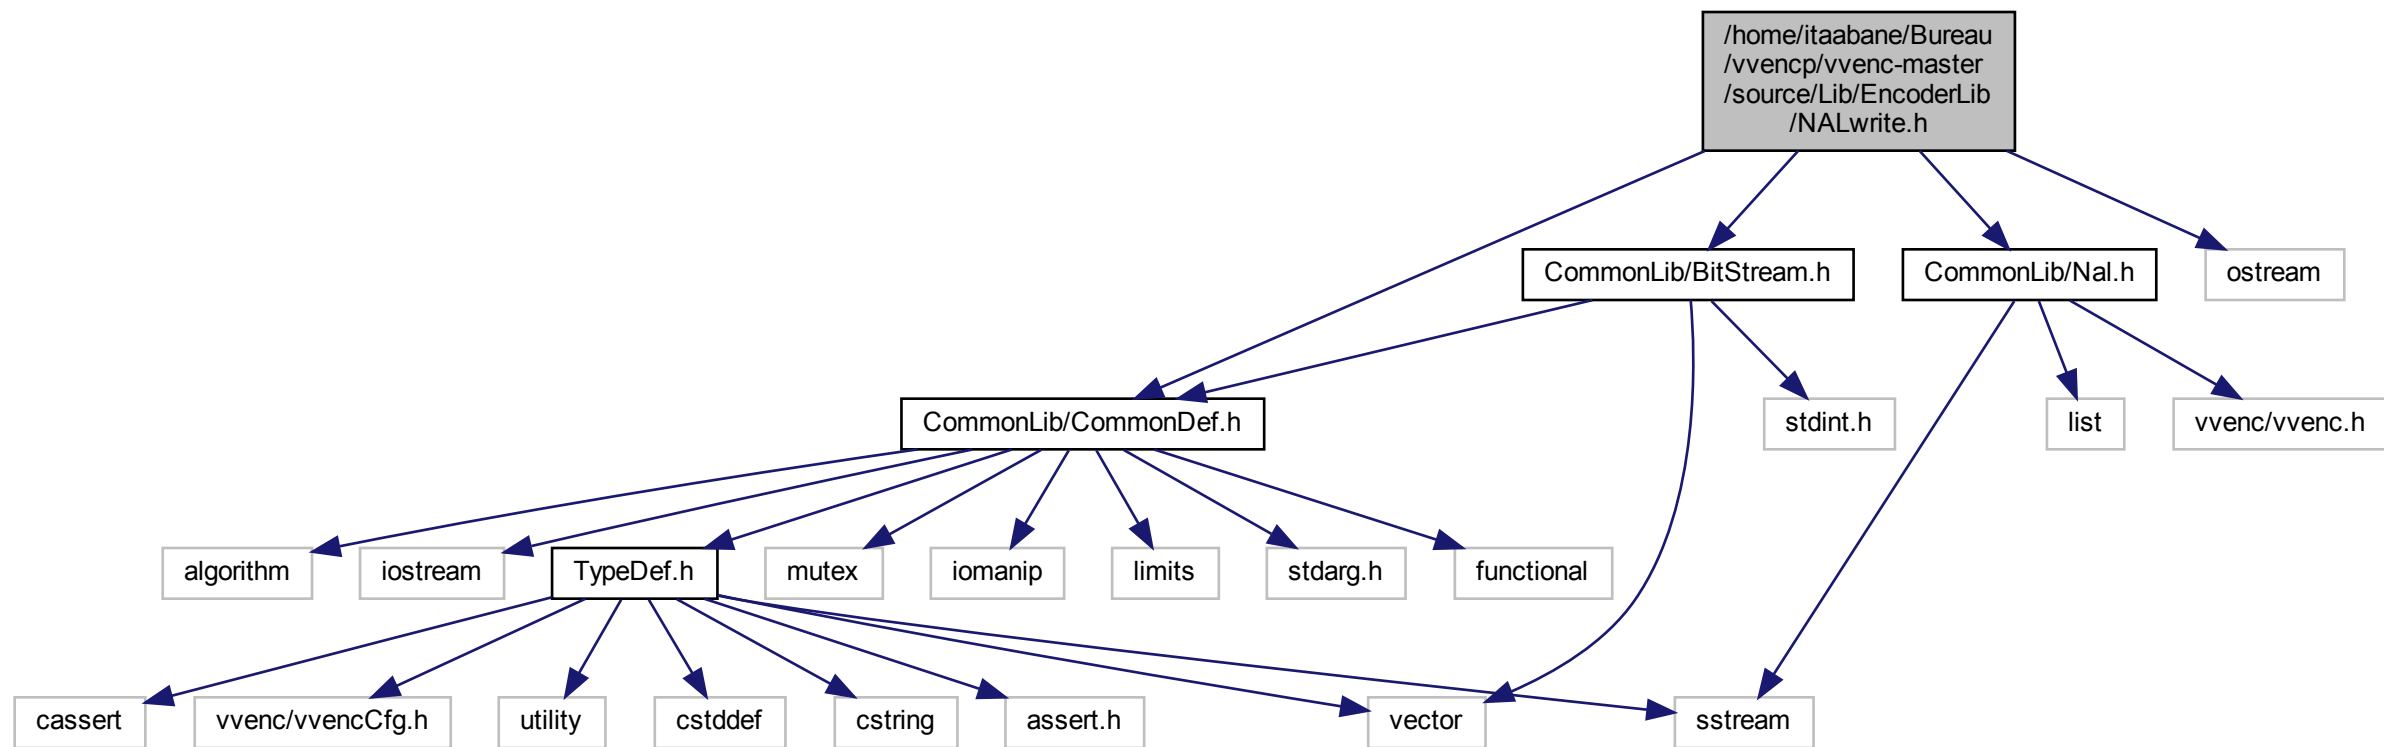 /home/itaabane/Bureau
/vvencp/vvenc-master
/source/Lib/EncoderLib
/NALwrite.h
CommonLib/BitStream.h
CommonLib/Nal.h
ostream
CommonLib/CommonDef.h
stdint.h
list
vvenc/vvenc.h
algorithm
iostream
TypeDef.h
mutex
iomanip
limits
stdarg.h
functional
cassert
vvenc/vvencCfg.h
utility
cstddef
cstring
assert.h
vector
sstream